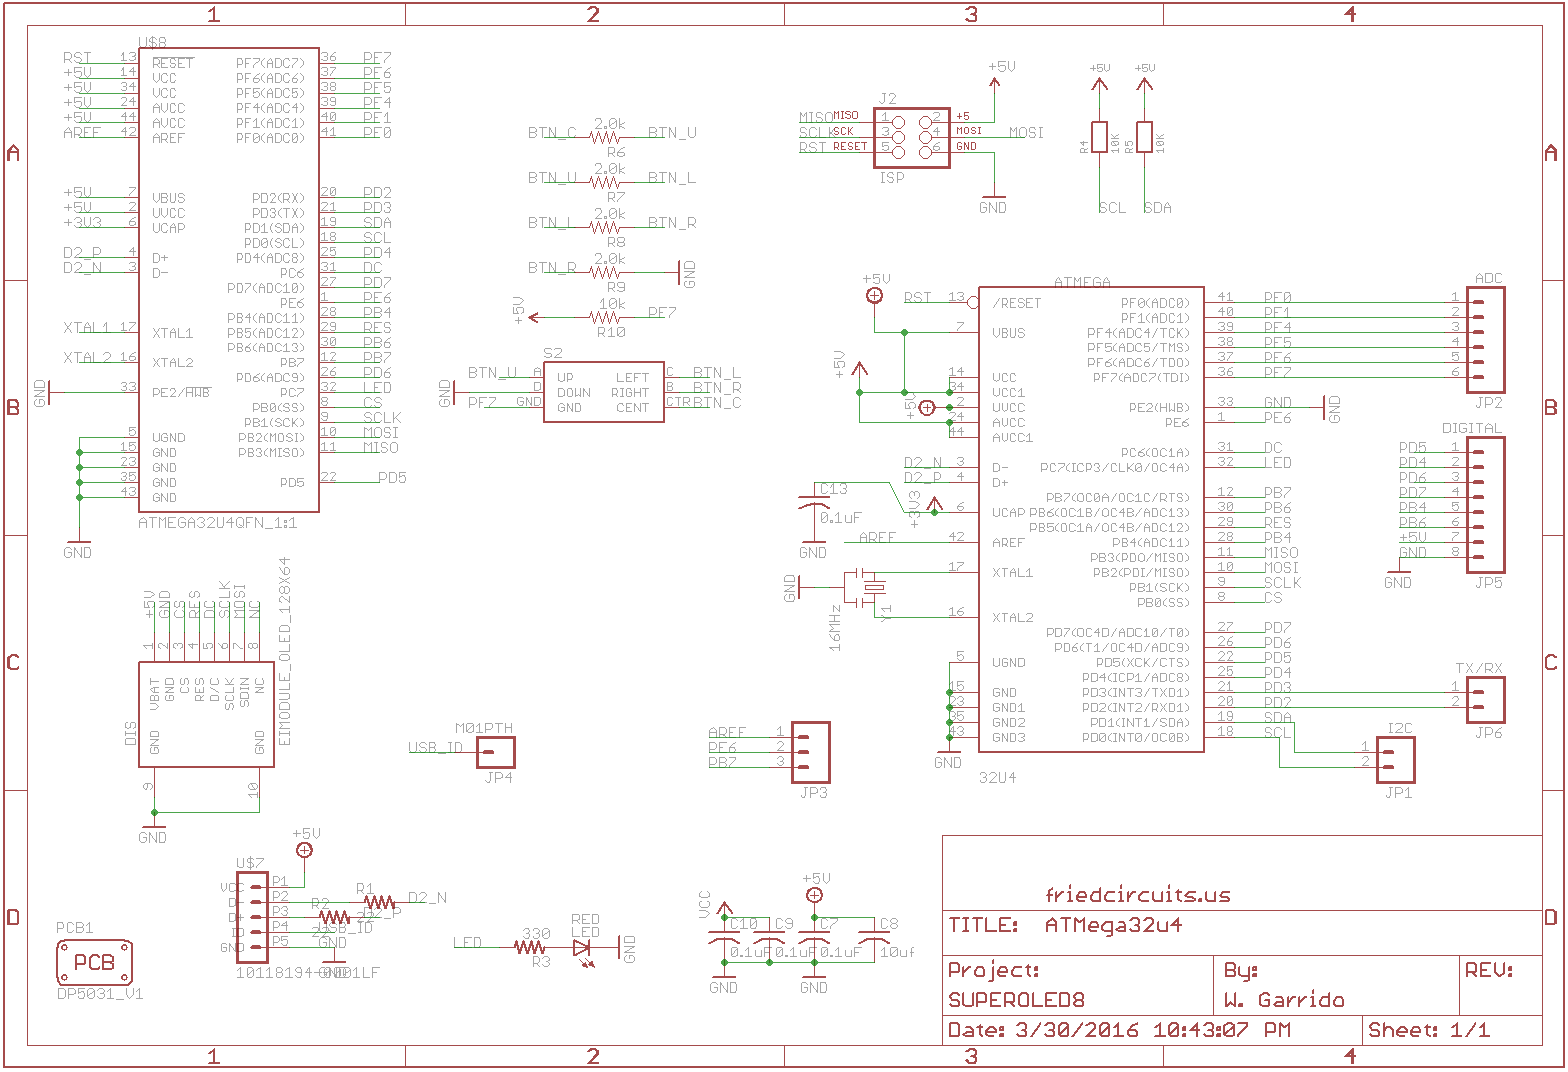 1 2 3 4
A
B
C
D
U$8
RST 13 RESET PF7(ADC7) 36 PF7
+5V 14 VCC PF6(ADC6) 37 PF6
+5V 34 VCC PF5(ADC5) 38 PF5
+5V 24 AVCC PF4(ADC4) 39 PF4
+5V 44 AVCC PF1(ADC1) 40 PF1
AREF 42 AREF PF0(ADC0) 41 PF0
+5V 7 VBUS PD2(RX) 20 PD2
+5V 2 UVCC PD3(TX) 21 PD3
+3V3 6 UCAP PD1(SDA) 19 SDA
PD0(SCL) 18 SCL
D2_P 4 D+ PD4(ADC8) 25 PD4
D2_N 3 D- PC6 31 DC
PD7(ADC10) 27 PD7
PE6 1 PE6
PB4(ADC11) 28 PB4
XTAL1 17 XTAL1 PB5(ADC12) 29 RES
PB6(ADC13) 30 PB6
XTAL2 16 XTAL2 PB7 12 PB7
PD6(ADC9) 26 PD6
GND 33 PE2/HWB PC7 32 LED
PB0(SS) 8 CS
PB1(SCK) 9 SCLK
5 UGND PB2(MOSI) 10 MOSI
15 GND PB3(MISO) 11 MISO
23 GND
35 GND PD5 22 PD5
43 GND
ATMEGA32U4QFN_1:1
GND
BTN_C 2.0k BTN_U
R6
BTN_U 2.0k BTN_L
R7
BTN_L 2.0k BTN_R
R8
BTN_R 2.0k GND
R9
+5V 10k PF7
R10
S2
BTN_U A UP LEFT C BTN_L
GND D DOWN RIGHT B BTN_R
PF7 GND GND CENT CTR BTN_C
+5V
J2
MISO MISO 1 2 +5
SCLK SCK 3 4 MOSI MOSI
RST RESET 5 6 GND
ISP
GND
+5V +5V
R4 10K R5 10K
SCL SDA
ATMEGA
+5V
RST 13 /RESET PF0(ADC0) 41 PF0
7 VBUS PF1(ADC1) 40 PF1
PF4(ADC4/TCK) 39 PF4
PF5(ADC5/TMS) 38 PF5
+5V PF6(ADC6/TDO) 37 PF6
14 VCC PF7(ADC7(TDI) 36 PF7
34 VCC1
+5V 2 UVCC PE2(HWB) 33 GND GND
24 AVCC PE6 1 PE6
44 AVCC1
PC6(OC1A) 31 DC
D2_N 3 D- PC7(ICP3/CLK0/OC4A) 32 LED
D2_P 4 D+
PB7(OC0A/OC1C/RTS) 12 PB7
+3V3 6 UCAP PB6(OC1B/OC4B/ADC13) 30 PB6
PB5(OC1A/OC4B/ADC12) 29 RES
AREF 42 AREF PB4(ADC11) 28 PB4
PB3(PDO/MISO) 11 MISO
17 XTAL1 PB2(PDI/MISO) 10 MOSI
PB1(SCK) 9 SCLK
PB0(SS) 8 CS
16 XTAL2
PD7(OC4D/ADC10/T0) 27 PD7
PD6(T1/OC4D/ADC9) 26 PD6
5 UGND PD5(XCK/CTS) 22 PD5
PD4(ICP1/ADC8) 25 PD4
15 GND PD3(INT3/TXD1) 21 PD3
23 GND1 PD2(INT2/RXD1) 20 PD2
35 GND2 PD1(INT1/SDA) 19 SDA
43 GND3 PD0(INT0/OC0B) 18 SCL
GND
32U4
C13
0.1uF
GND
GND
16MHz
Y1
ADC
1
2
3
4
5
6
JP2
DIGITAL
PD5 1
PD4 2
PD6 3
PD7 4
PB4 5
PB6 6
+5V 7
GND 8
GND
JP5
TX/RX
1
2
JP6
I2C
1
2
JP1
+5V GND CS RES DC SCLK MOSI NC
1 2 3 4 5 6 7 8
VBAT GND CS RES D/C SCLK SDIN NC
DIS
EIMODULE_OLED_128X64
GND GND
9 10
GND
M01PTH
USB_ID
JP4
AREF 1
PE6 2
PB7 3
JP3
+5V
U$7
VCC P1
D- P2 R1 D2_N
D+ P3 R2 22 D2_P
ID P4 22 USB_ID
GND P5 GND
10118194-0001LF
GND
PCB1
PCB
DP5031_V1
LED 330 RED LED GND
R3
VCC +5V
C10 C9 C7 C8
0.1uF 0.1uF 0.1uF 10uf
GND GND
friedcircuits.us
TITLE: ATMega32u4
Project: By: REV:
SUPEROLED8 W. Garrido
Date: 3/30/2016 10:43:07 PM Sheet: 1/1
A
B
C
D
1 2 3 4